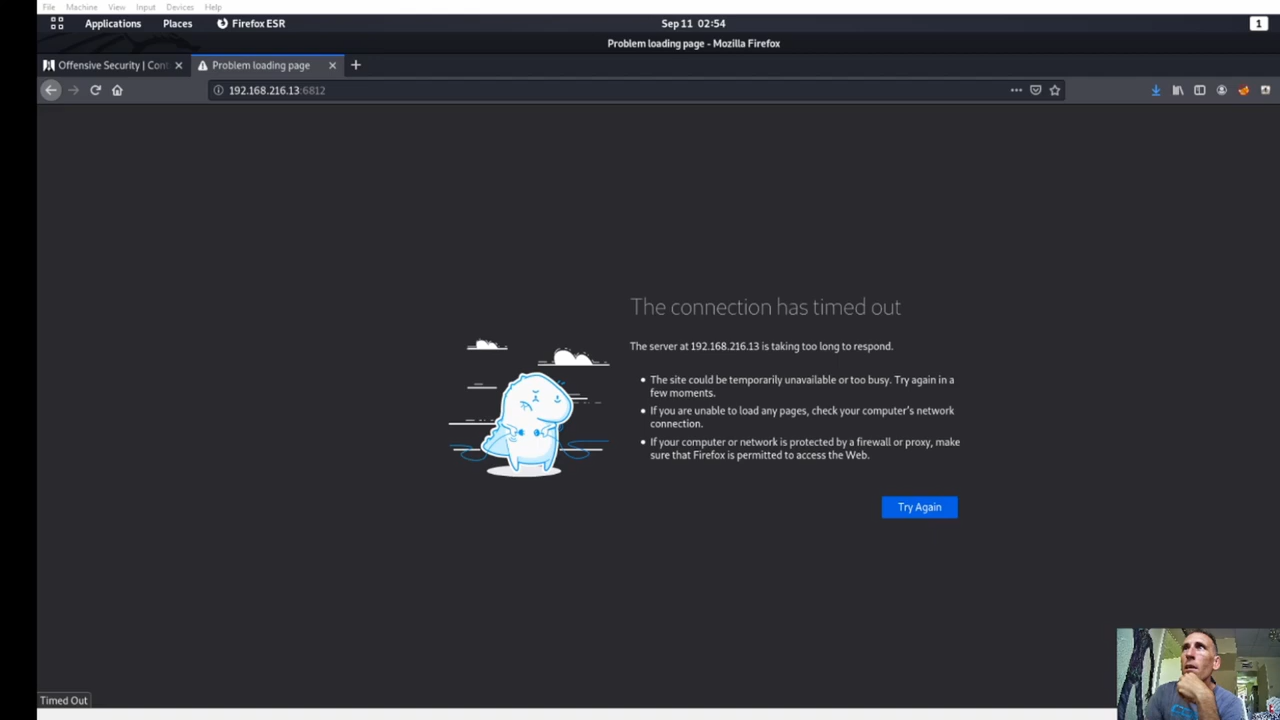 File Machine View Input Devices Help
Applications Places Firefox ESR Sep 11 02:54 1
Problem loading page - Mozilla Firefox
Offensive Security | Cont Problem loading page
192.168.216.13:6812
The connection has timed out
The server at 192.168.216.13 is taking too long to respond.
The site could be temporarily unavailable or too busy. Try again in a
few moments.
If you are unable to load any pages, check your computer's network
connection.
If your computer or network is protected by a firewall or proxy, make
sure that Firefox is permitted to access the Web.
Try Again
Timed Out